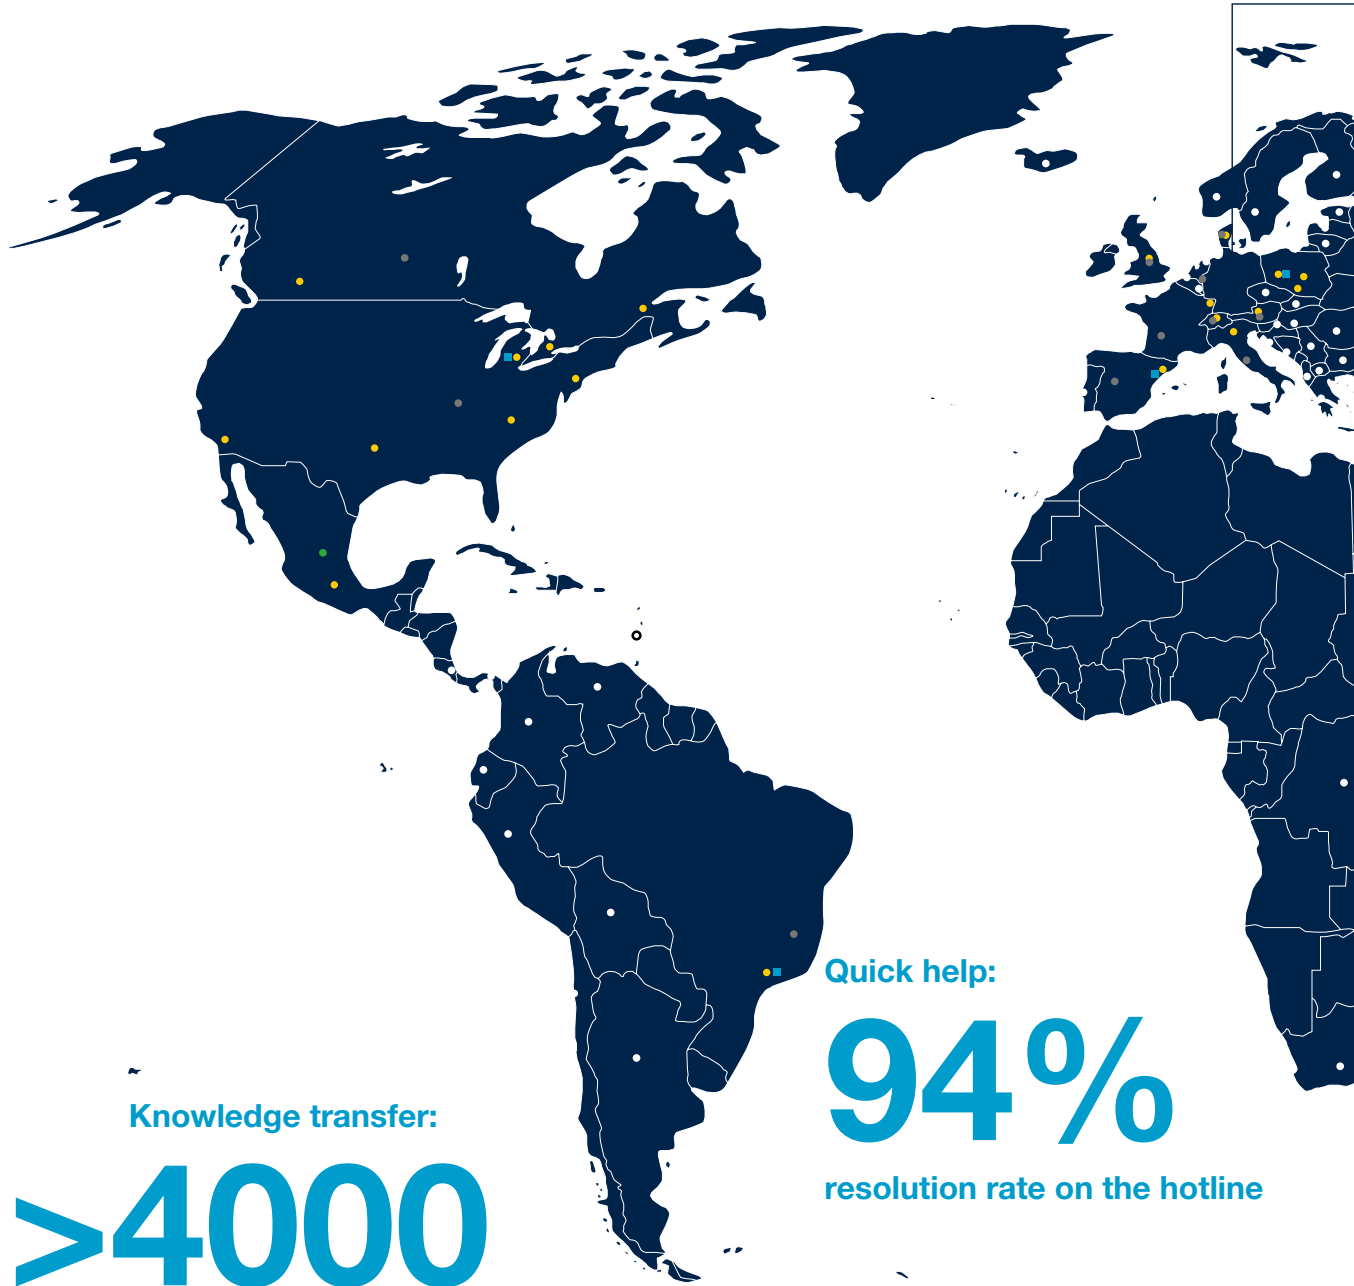 Quick help:
94%
resolution rate on the hotline
Knowledge transfer:
>4000